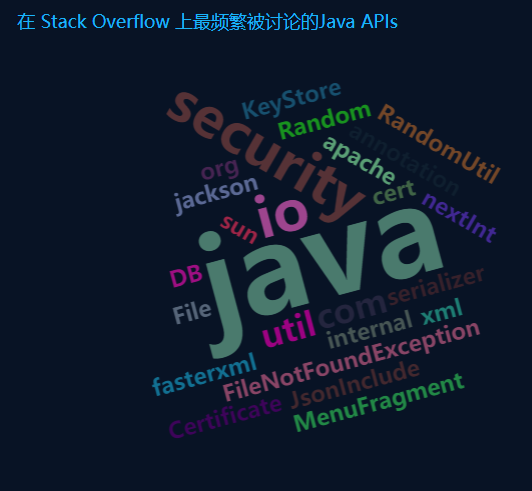 在 Stack Overflow 上最频繁被讨论的Java APIs
KeyStore
security
Random
RandomUtil
annotation
apache
org
jackson
cert
nextInt
io
sun
java
DB
serializer
File
com
util
internal
xml
fasterxml
FileNotFoundException
JsonInclude
Certificate
MenuFragment